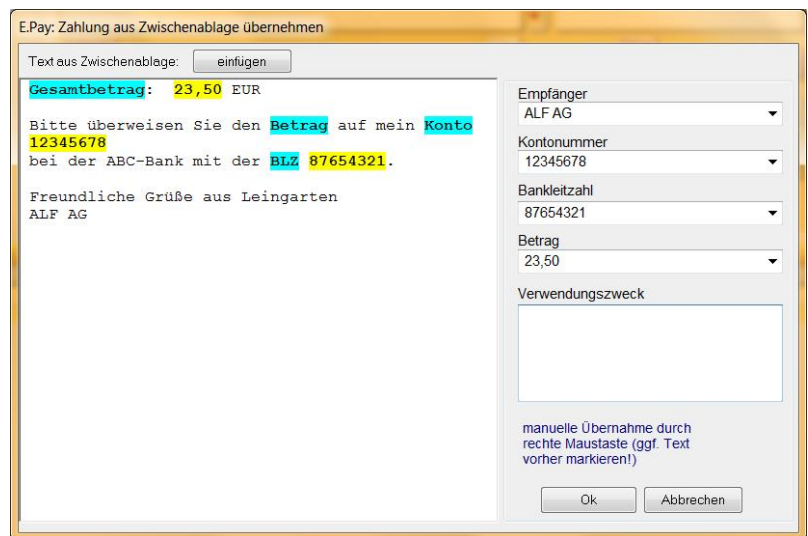 E.Pay: Zahlung aus Zwischenablage übernehmen
Text aus Zwischenablage: einfügen
Gesamtbetrag: 23,50 EUR
Bitte überweisen Sie den Betrag auf mein Konto
12345678
bei der ABC-Bank mit der BLZ 87654321.
Freundliche Grüße aus Leingarten
ALF AG
Empfänger
ALF AG
Kontonummer
12345678
Bankleitzahl
87654321
Betrag
23,50
Verwendungszweck
manuelle Übernahme durch
rechte Maustaste (ggf. Text
vorher markieren!)
Ok Abbrechen